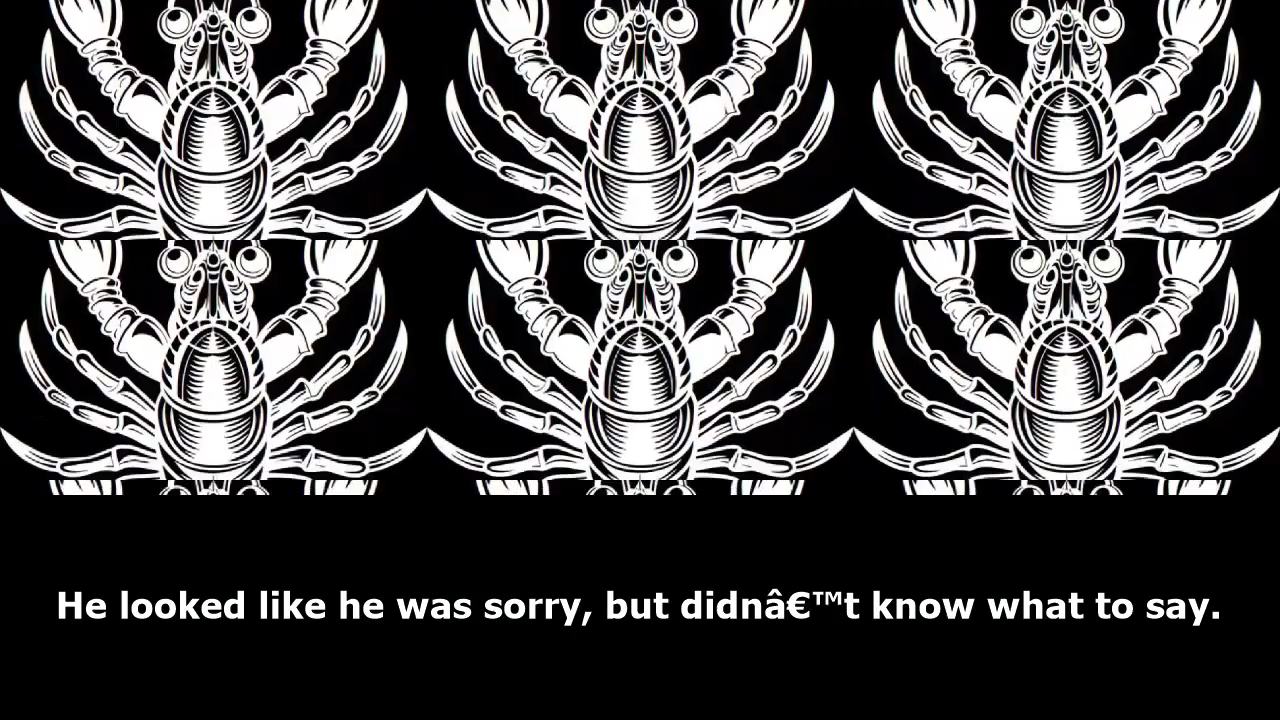 He looked like he was sorry, but didnâ€™t know what to say.